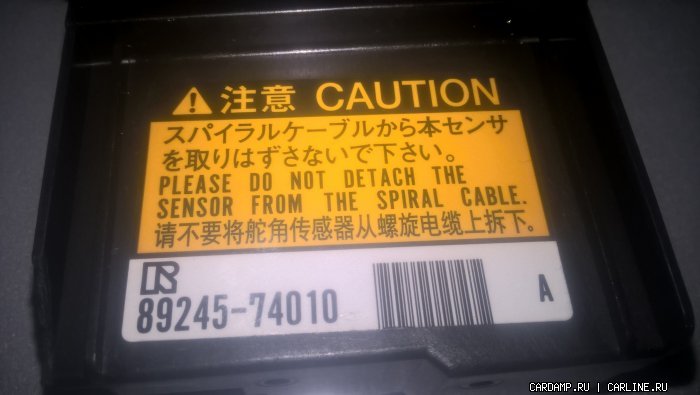 注意 CAUTION
スパイラルケーブルから本センサ
を取りはずさないで下さい。
PLEASE DO NOT DETACH THE
SENSOR FROM THE SPIRAL CABLE.
请不要将舵角传感器从螺旋电缆上拆下。
R
89245-74010
A
CARDAMP.RU | CARLINE.RU